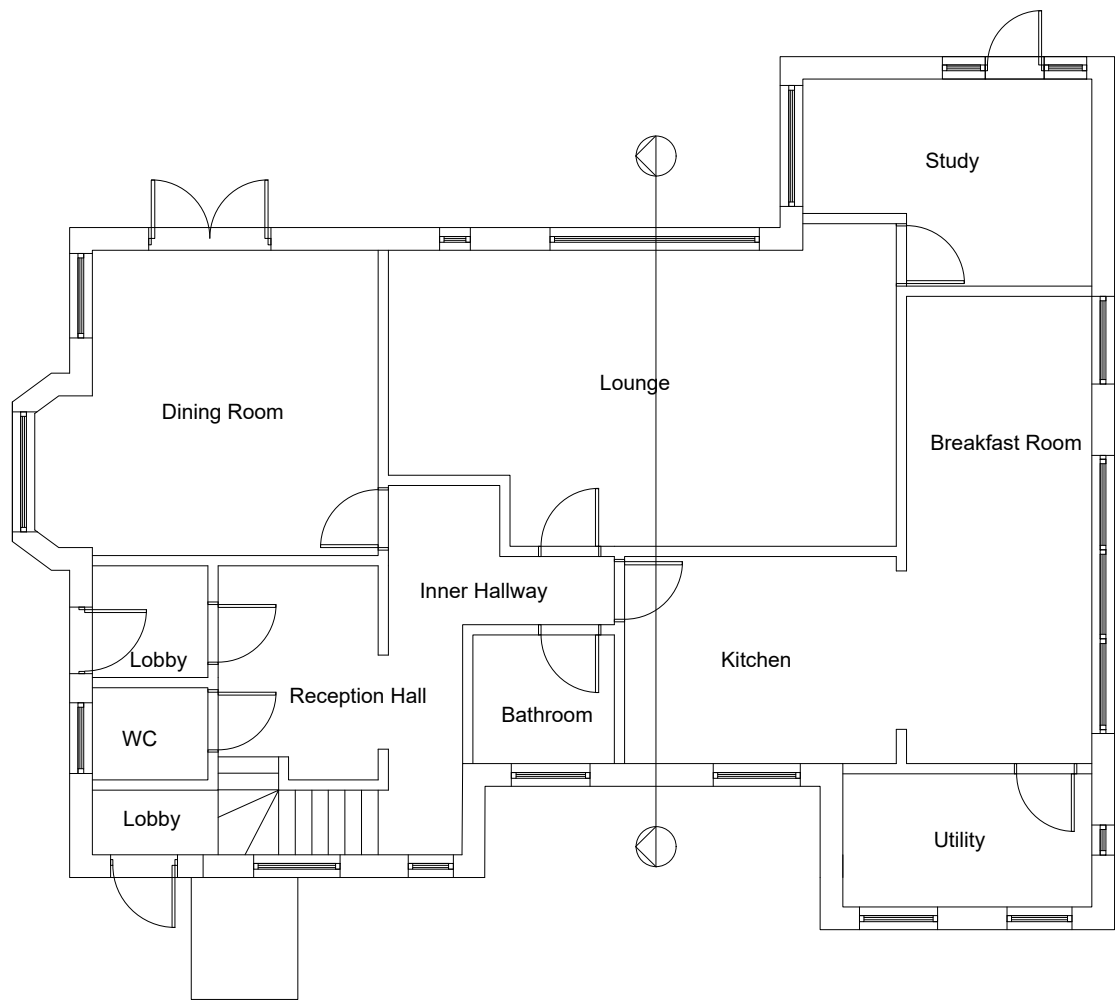 Study
Lounge
Dining Room
Breakfast Room
Inner Hallway
Lobby
Kitchen
Reception Hall
Bathroom
WC
Lobby
Utility